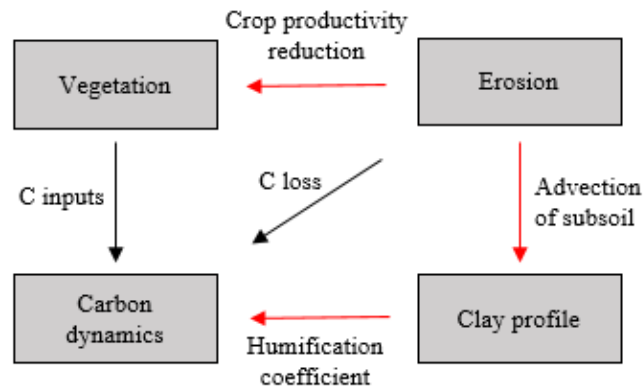 Crop productivity
reduction
Vegetation
Erosion
C inputs
C loss
Advection
of subsoil
Carbon
dynamics
Clay profile
Humification
coefficient